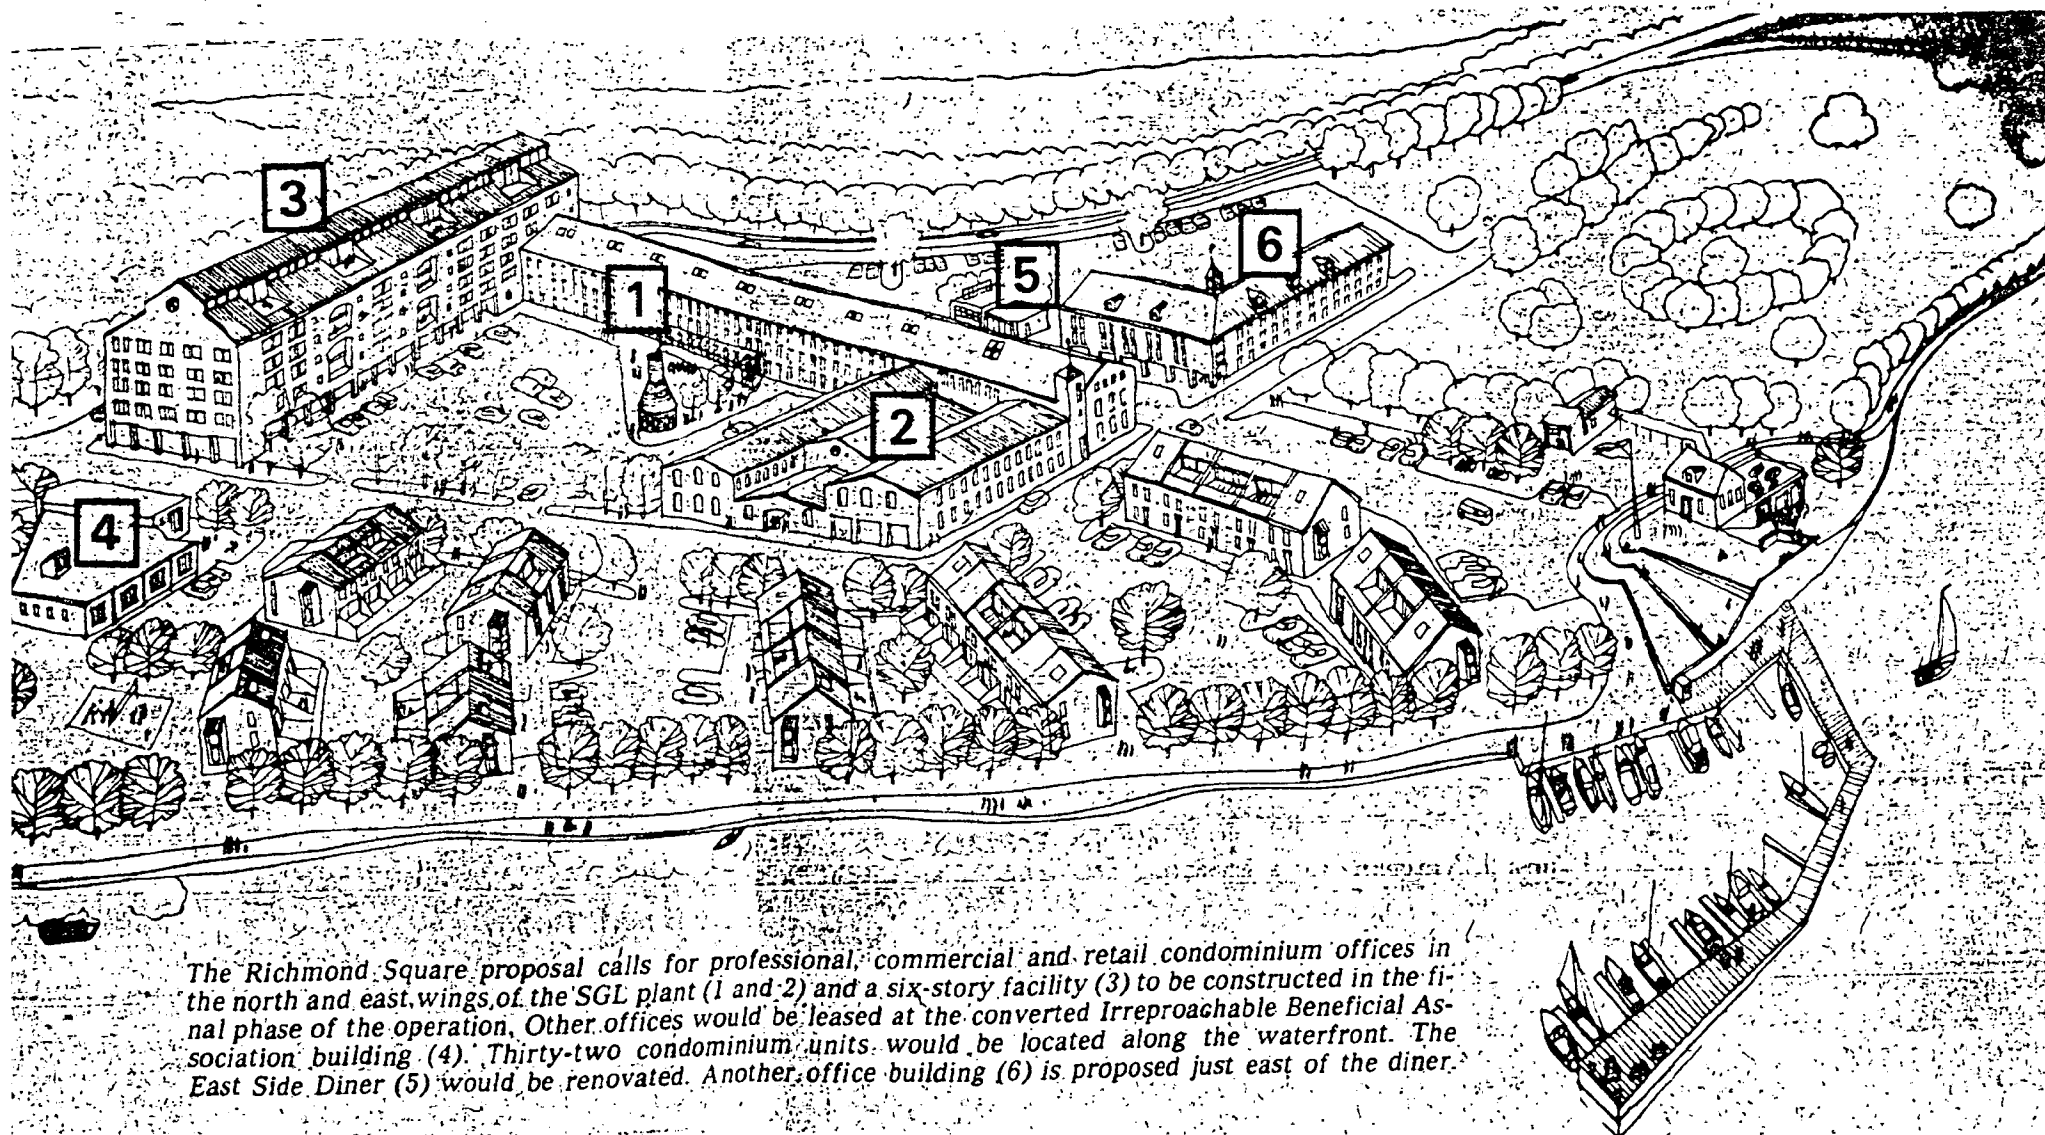 3
6
5
1
2
4
The Richmond Square proposal calls for professional, commercial and retail condominium offices in
the north and east wings of the SGL plant (1 and 2) and a six-story facility (3) to be constructed in the fi-
nal phase of the operation. Other offices would be leased at the converted Irreproachable Beneficial As-
sociation building (4). Thirty-two condominium units would be located along the waterfront. The
East Side Diner (5) would be renovated. Another office building (6) is proposed just east of the diner.